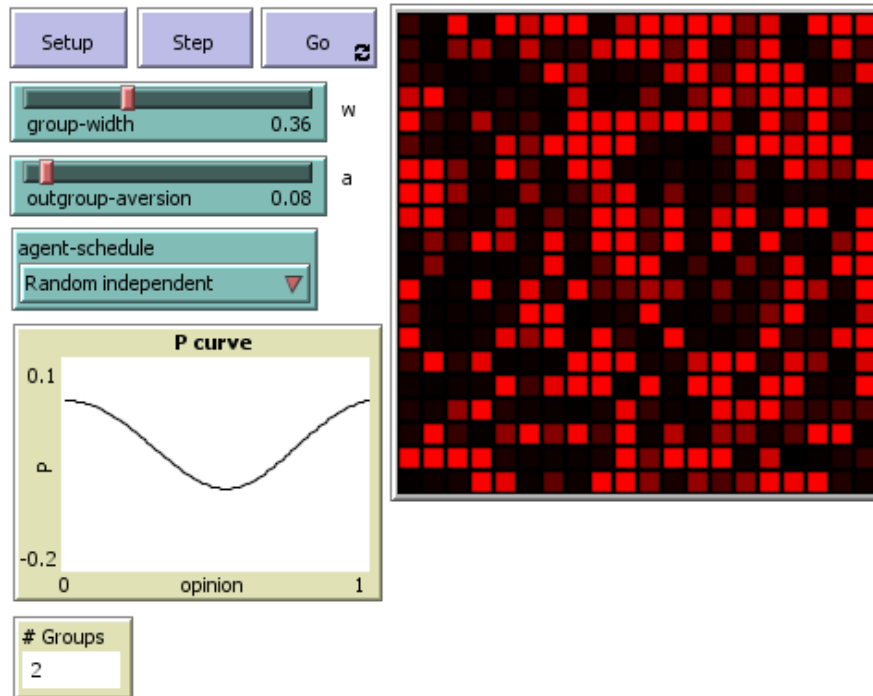 Setup
Step
Go
group-width 0.36
w
outgroup-aversion 0.08
a
agent-schedule
Random independent
P curve
0.1
P
-0.2
0 opinion 1
# Groups
2